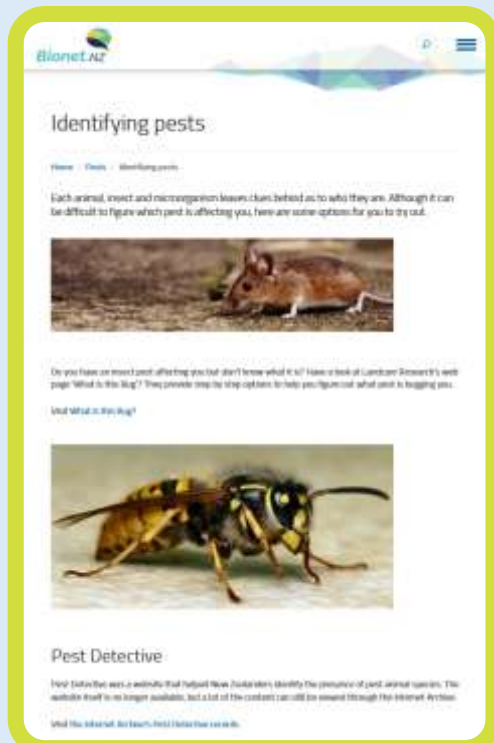 Bionet.NZ
Identifying pests
Home Pests Identifying pests
Each animal, insect and microorganism leaves clues behind as to who they are. Although it can
be difficult to figure which pest is affecting you, here are some options for you to try out.
Do you have an insect pest affecting you but don't know what it is? Have a look at Landcare Research's web
page 'What is this Bug'? They provide step by step options to help you figure out what pest is bugging you.
Visit What is this Bug?
Pest Detective
Pest Detective was a website that helped New Zealanders identify the presence of pest animal species. The
website itself is no longer available, but a lot of the content can still be viewed through the Internet Archive.
Visit the Internet Archive's Pest Detective records.